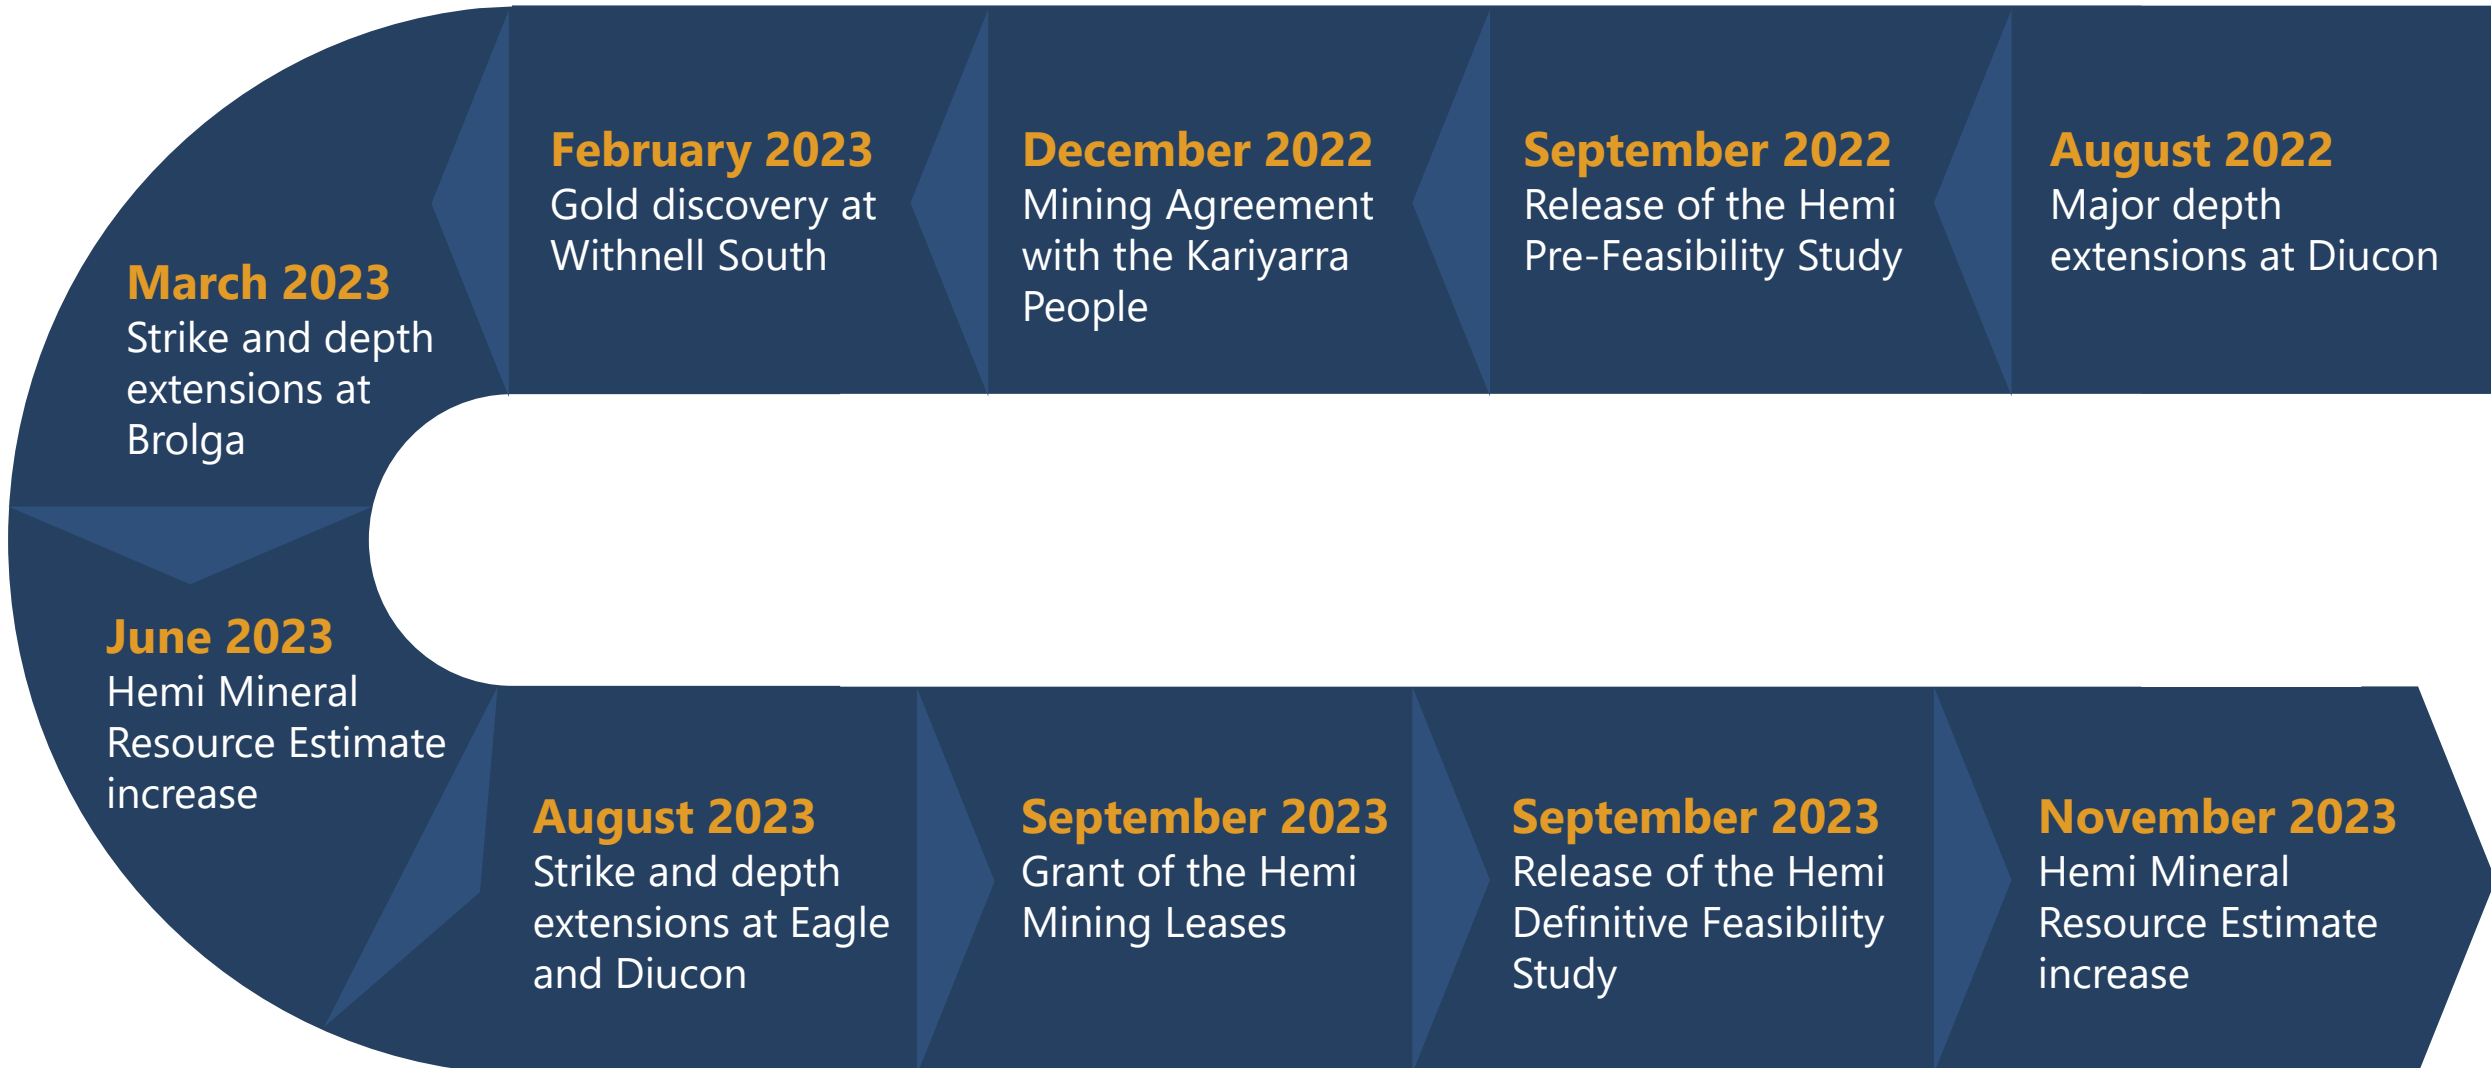 August 2022
Major depth
extensions at Diucon
September 2022
Release of the Hemi
Pre-Feasibility Study
December 2022
Mining Agreement
with the Kariyarra
People
February 2023
Gold discovery at
Withnell South
March 2023
Strike and depth
extensions at
Brolga
June 2023
Hemi Mineral
Resource Estimate
increase
August 2023
Strike and depth
extensions at Eagle
and Diucon
September 2023
Grant of the Hemi
Mining Leases
September 2023
Release of the Hemi
Definitive Feasibility
Study
November 2023
Hemi Mineral
Resource Estimate
increase